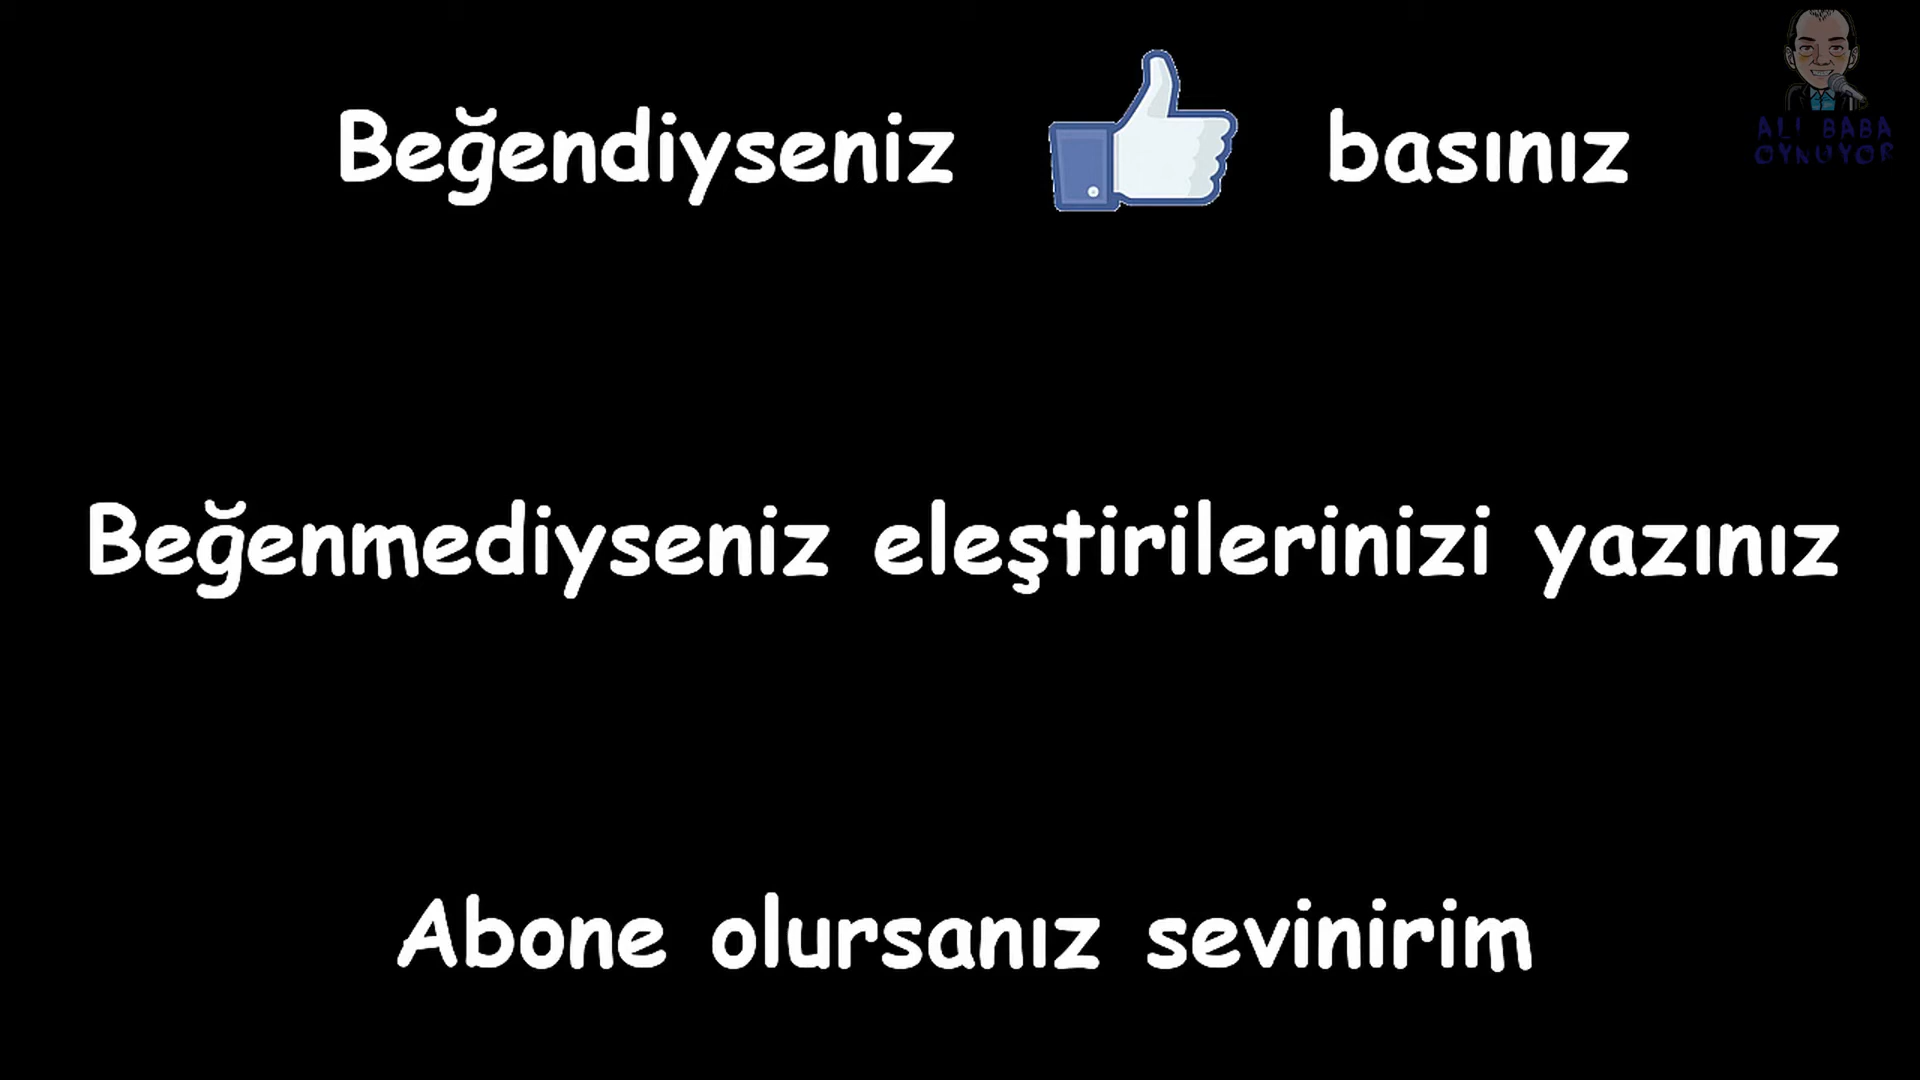 Beğendiyseniz basınız
ALI BABA
OYNUYOR
Beğenmediyseniz eleştirilerinizi yazınız
Abone olursanız sevinirim